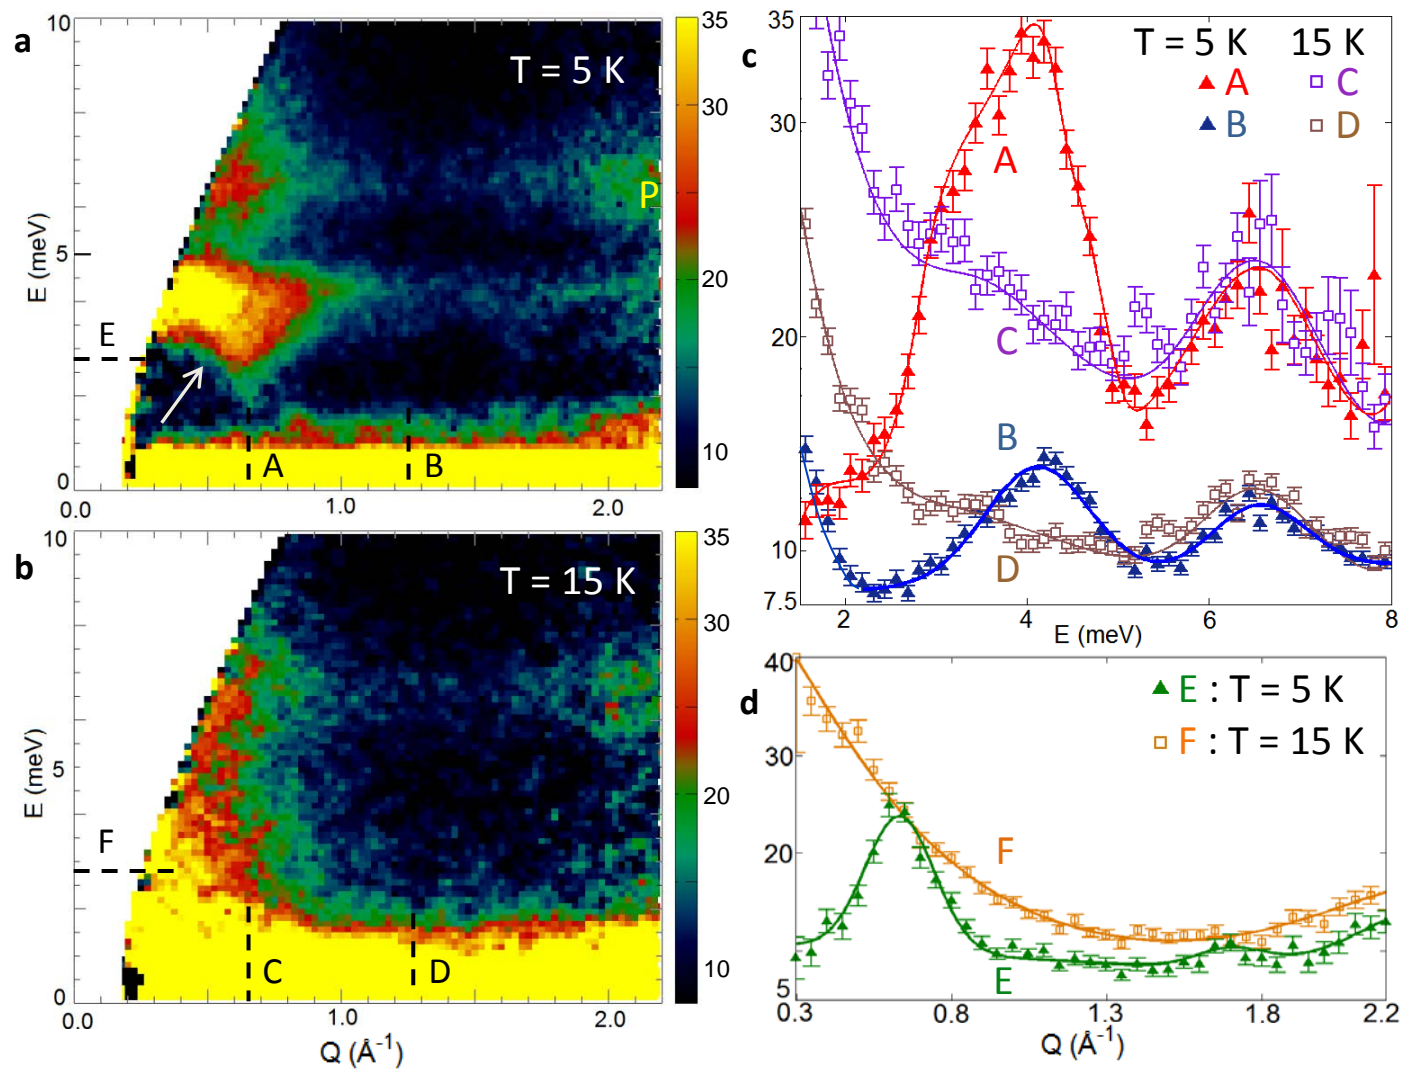 a
T = 5 K
10
5
0
E (meV)
E
P
A
B
0.0
1.0
2.0
35
30
20
10
b
T = 15 K
10
5
0
E (meV)
F
C
D
0.0
1.0
2.0
Q (Å⁻¹)
35
30
20
10
c
T = 5 K 15 K
A C
B D
35
30
20
10
7.5
A
C
B
D
2 4 6 8
E (meV)
d
E : T = 5 K
F : T = 15 K
40
30
20
5
F
E
0.3 0.8 1.3 1.8 2.2
Q (Å⁻¹)